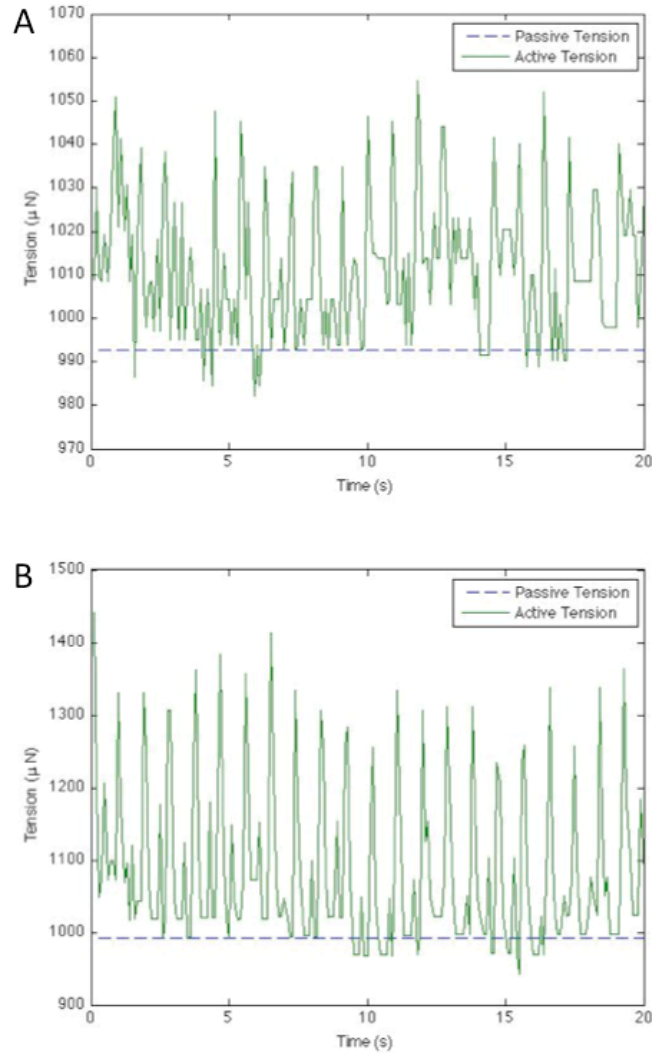 A
1070
1060
1050
1040
1030
1020
1010
1000
990
980
970
Tension (μ N)
Passive Tension
Active Tension
0 5 10 15 20
Time (s)
B
1500
1400
1300
1200
1100
1000
900
Tension (μ N)
Passive Tension
Active Tension
0 5 10 15 20
Time (s)